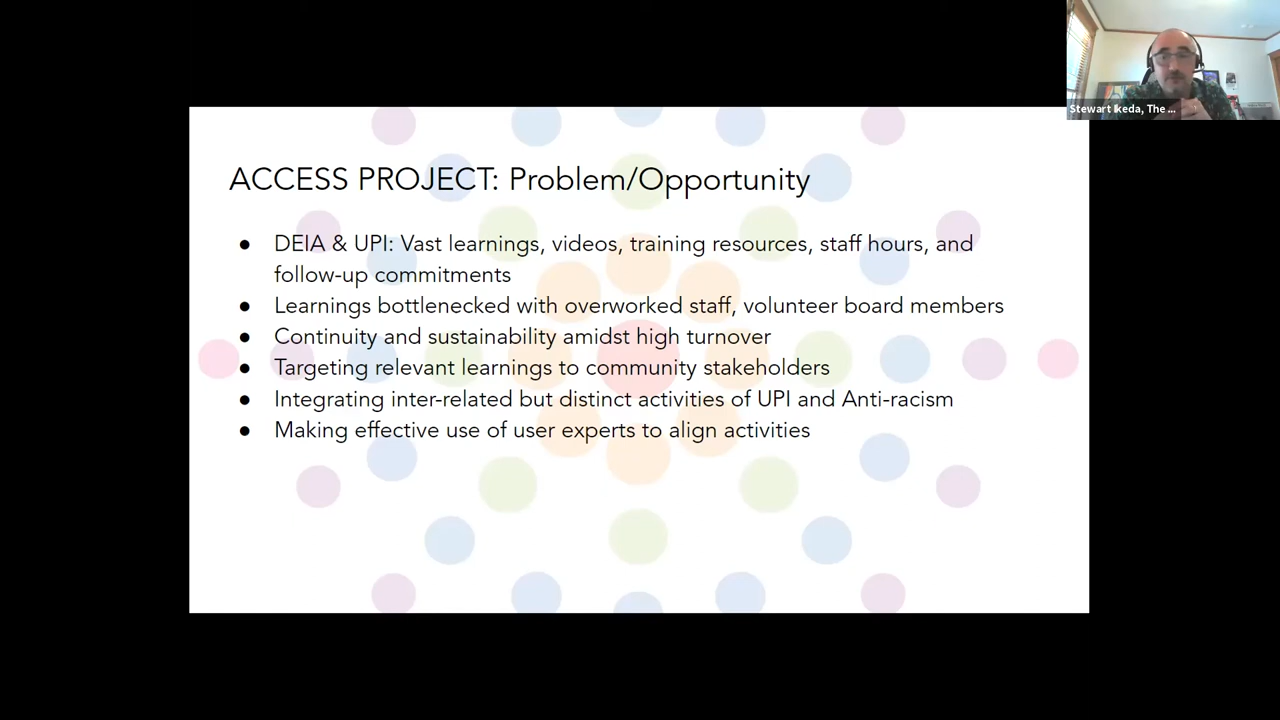 Stewart Ikeda, The ...
ACCESS PROJECT: Problem/Opportunity
● DEIA & UPI: Vast learnings, videos, training resources, staff hours, and
follow-up commitments
● Learnings bottlenecked with overworked staff, volunteer board members
● Continuity and sustainability amidst high turnover
● Targeting relevant learnings to community stakeholders
● Integrating inter-related but distinct activities of UPI and Anti-racism
● Making effective use of user experts to align activities